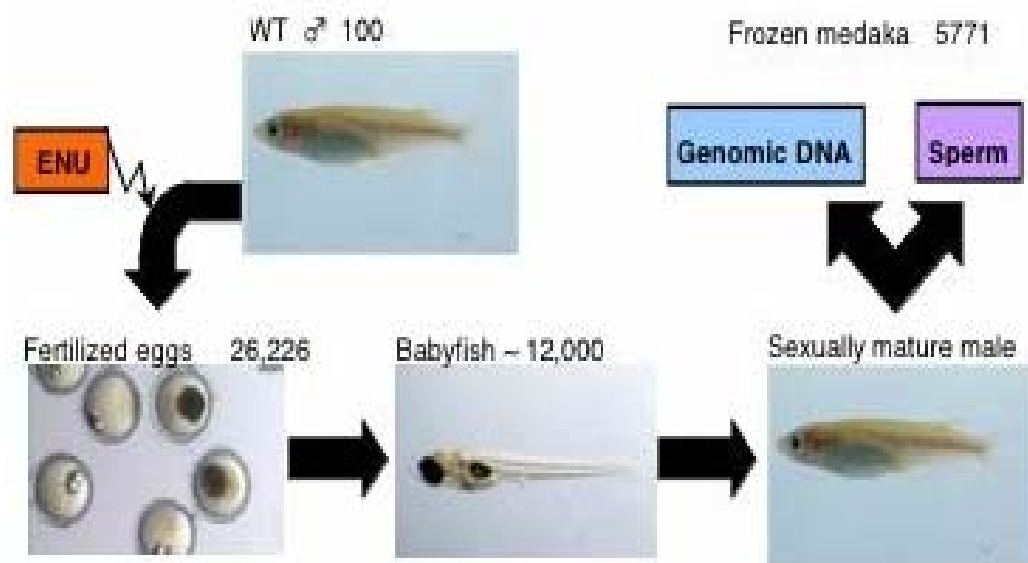 WT ♂ 100
Frozen medaka 5771
ENU
Genomic DNA
Sperm
Fertilized eggs 26,226
Babyfish ~ 12,000
Sexually mature male